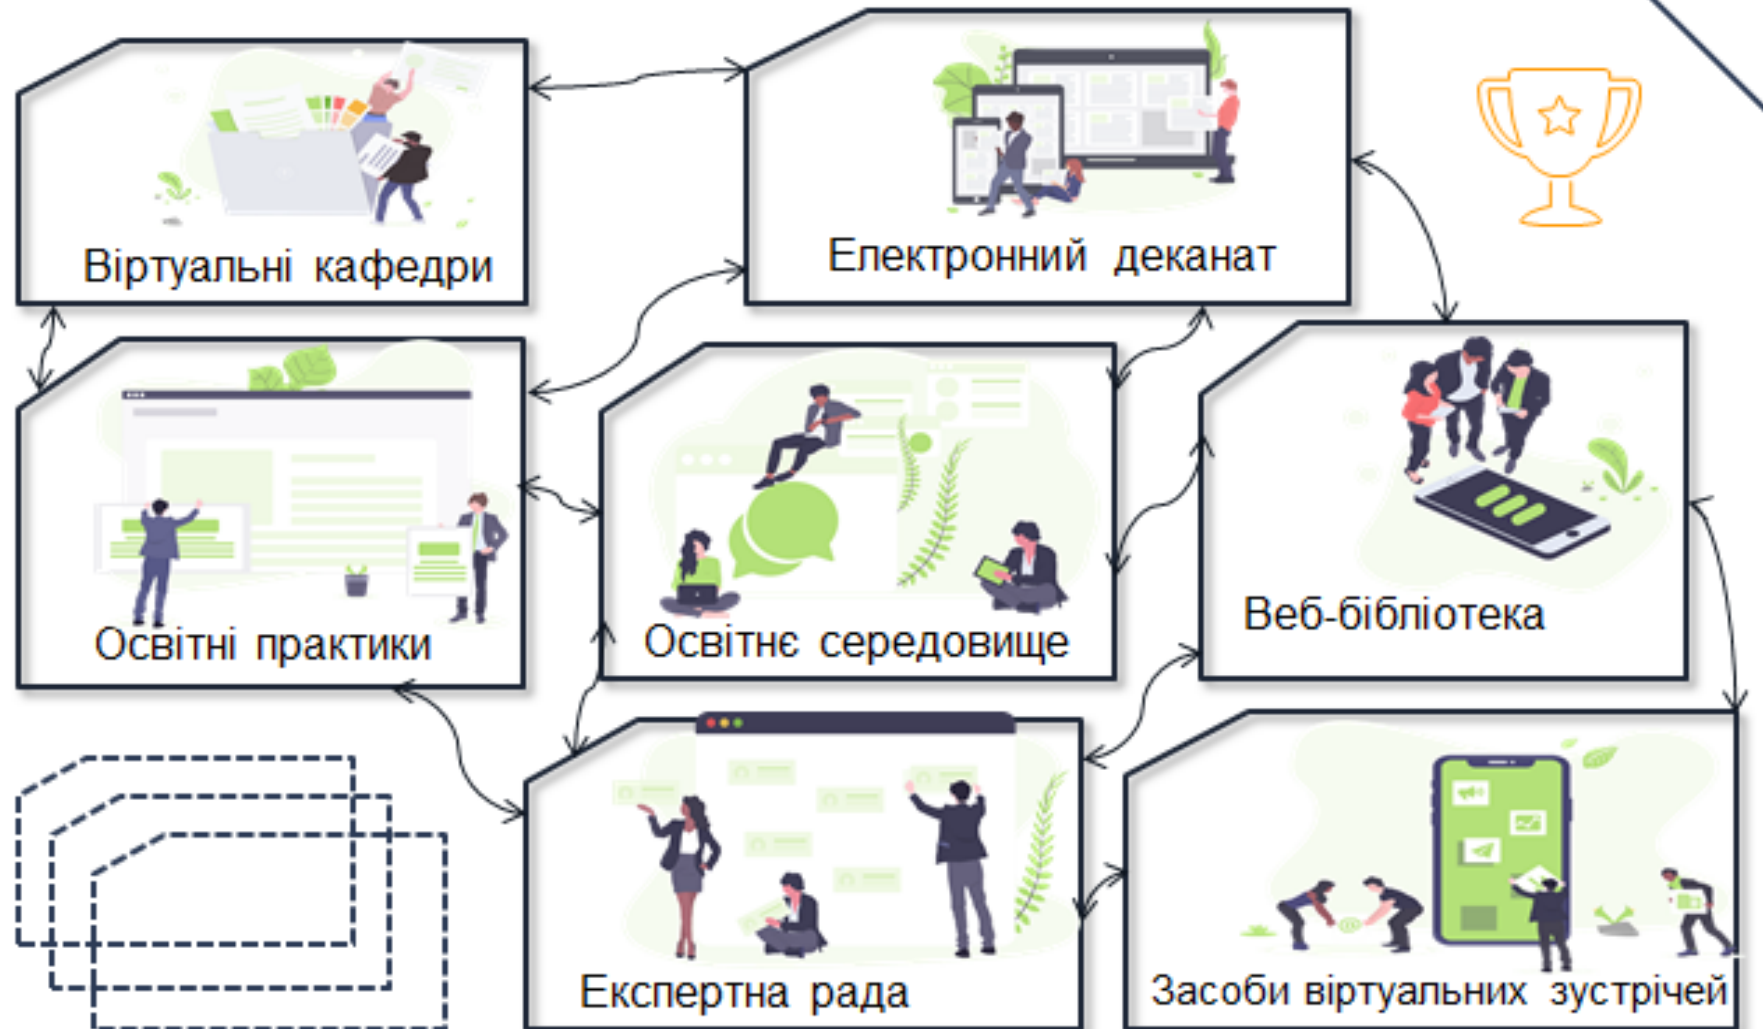 Віртуальні кафедри
Електронний деканат
Освітні практики
Освітнє середовище
Веб-бібліотека
Експертна рада
Засоби віртуальних зустрічей